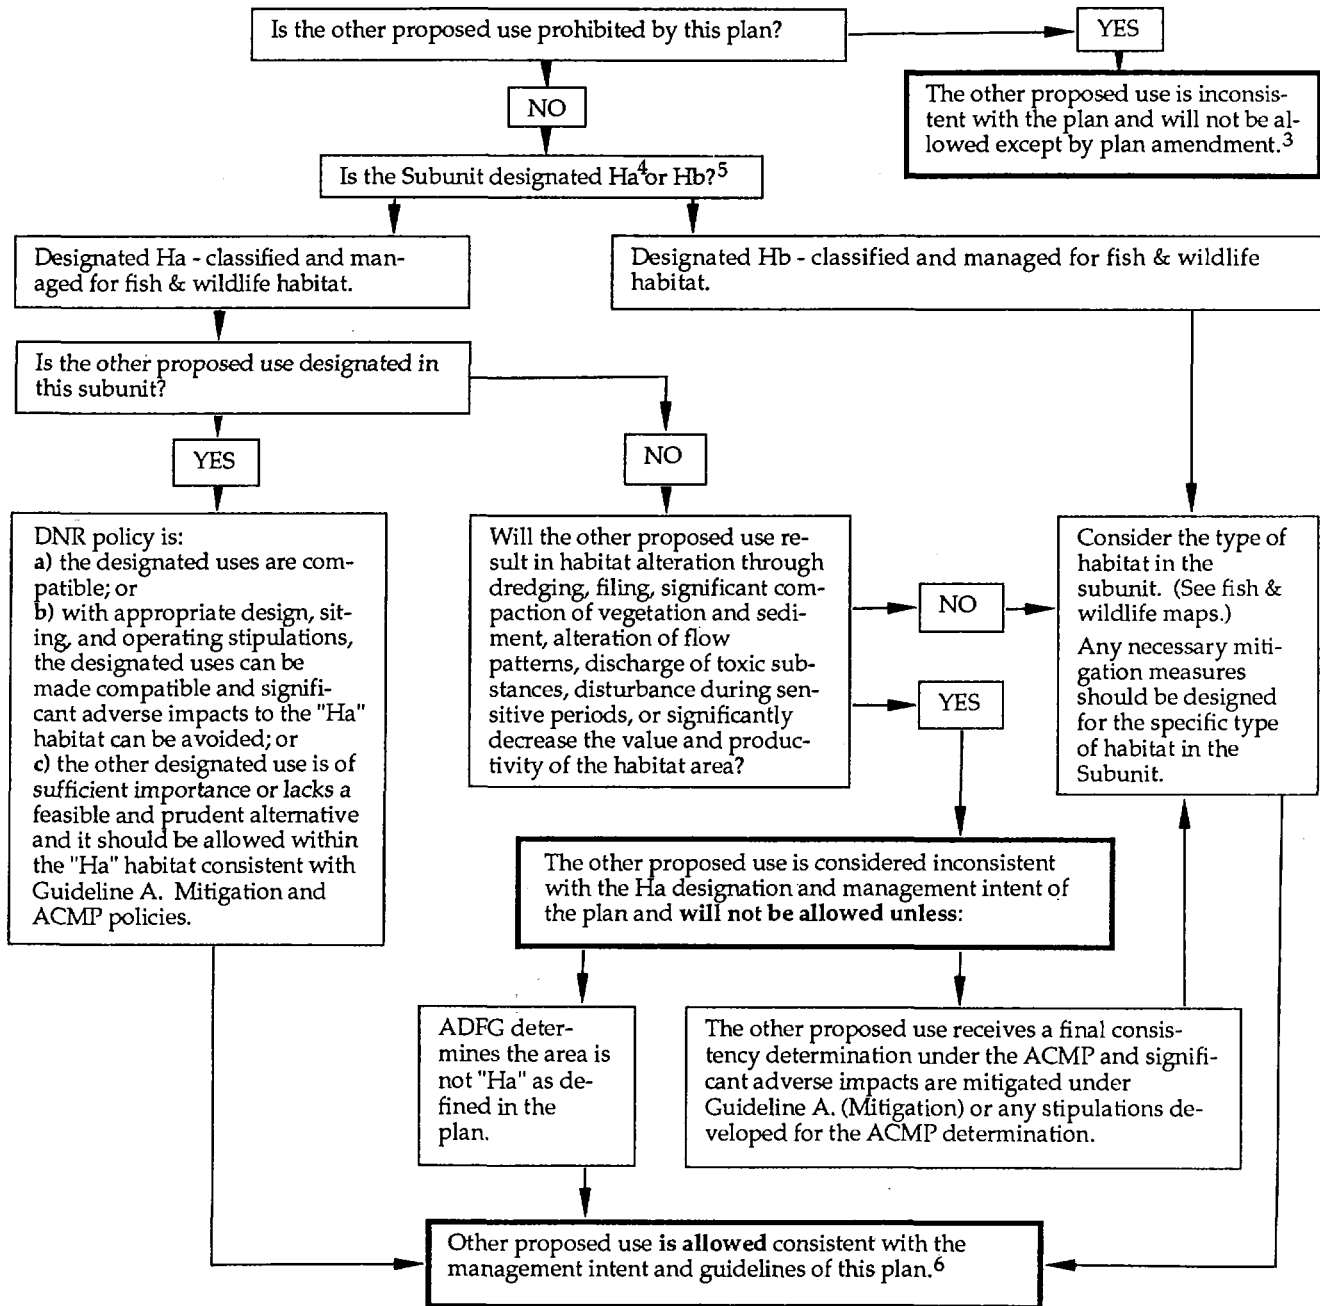 Is the other proposed use prohibited by this plan?
YES
The other proposed use is inconsis-
tent with the plan and will not be al-
lowed except by plan amendment.3
NO
Is the Subunit designated Ha4or Hb?5
Designated Ha - classified and man-
aged for fish & wildlife habitat.
Designated Hb - classified and managed for fish & wildlife
habitat.
Is the other proposed use designated in
this subunit?
YES
NO
DNR policy is:
a) the designated uses are com-
patible; or
b) with appropriate design, sit-
ing, and operating stipulations,
the designated uses can be
made compatible and signifi-
cant adverse impacts to the "Ha"
habitat can be avoided; or
c) the other designated use is of
sufficient importance or lacks a
feasible and prudent alternative
and it should be allowed within
the "Ha" habitat consistent with
Guideline A. Mitigation and
ACMP policies.
Will the other proposed use re-
sult in habitat alteration through
dredging, filing, significant com-
paction of vegetation and sedi-
ment, alteration of flow
patterns, discharge of toxic sub-
stances, disturbance during sen-
sitive periods, or significantly
decrease the value and produc-
tivity of the habitat area?
NO
YES
Consider the type of
habitat in the
subunit. (See fish &
wildlife maps.)
Any necessary miti-
gation measures
should be designed
for the specific type
of habitat in the
Subunit.
The other proposed use is considered inconsistent
with the Ha designation and management intent of
the plan and will not be allowed unless:
ADFG deter-
mines the area is
not "Ha" as de-
fined in the
plan.
The other proposed use receives a final consis-
tency determination under the ACMP and signifi-
cant adverse impacts are mitigated under
Guideline A. (Mitigation) or any stipulations de-
veloped for the ACMP determination.
Other proposed use is allowed consistent with the
management intent and guidelines of this plan.6